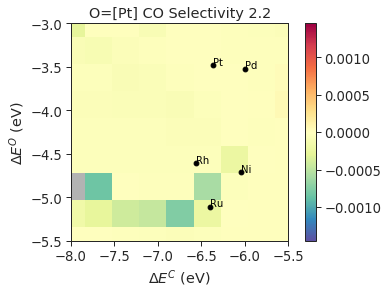 O=[Pt] CO Selectivity 2.2
−3.0
−3.5
−4.0
−4.5
−5.0
−5.5
ΔE^O (eV)
Pt
Pd
Rh
Ni
Ru
−8.0 −7.5 −7.0 −6.5 −6.0 −5.5
ΔE^C (eV)
0.0010
0.0005
0.0000
−0.0005
−0.0010